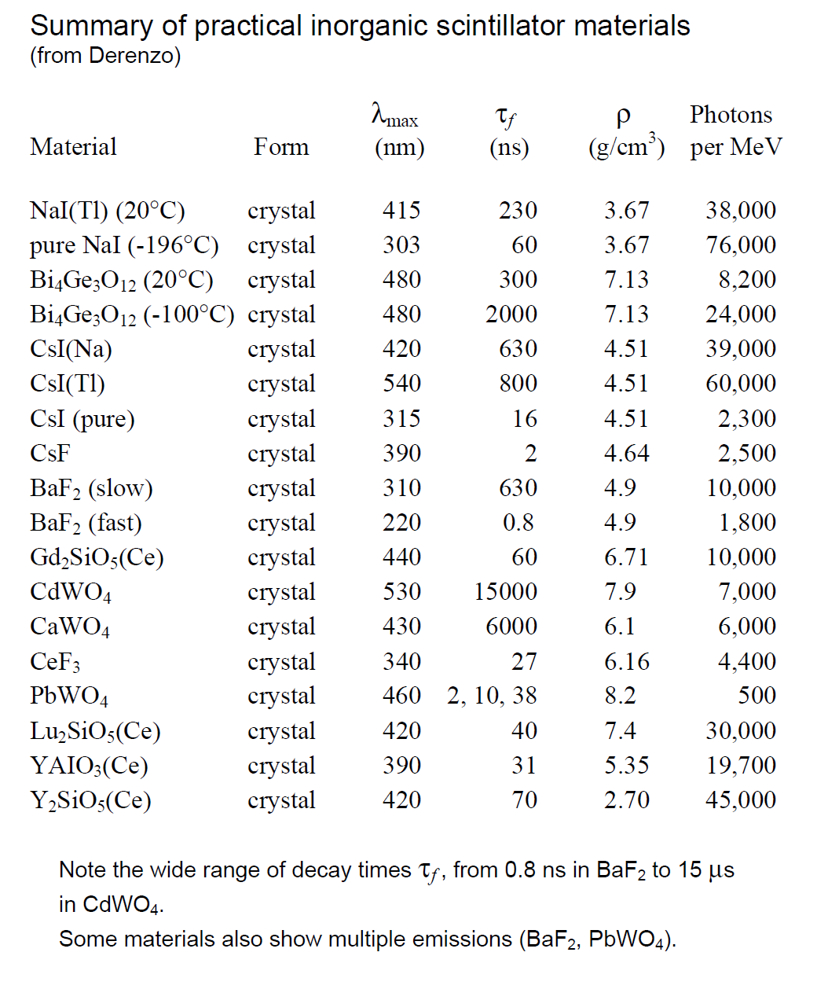 Summary of practical inorganic scintillator materials
(from Derenzo)
λmax τf ρ Photons
Material Form (nm) (ns) (g/cm³) per MeV
NaI(Tl) (20°C) crystal 415 230 3.67 38,000
pure NaI (-196°C) crystal 303 60 3.67 76,000
Bi₄Ge₃O₁₂ (20°C) crystal 480 300 7.13 8,200
Bi₄Ge₃O₁₂ (-100°C) crystal 480 2000 7.13 24,000
CsI(Na) crystal 420 630 4.51 39,000
CsI(Tl) crystal 540 800 4.51 60,000
CsI (pure) crystal 315 16 4.51 2,300
CsF crystal 390 2 4.64 2,500
BaF₂ (slow) crystal 310 630 4.9 10,000
BaF₂ (fast) crystal 220 0.8 4.9 1,800
Gd₂SiO₅(Ce) crystal 440 60 6.71 10,000
CdWO₄ crystal 530 15000 7.9 7,000
CaWO₄ crystal 430 6000 6.1 6,000
CeF₃ crystal 340 27 6.16 4,400
PbWO₄ crystal 460 2, 10, 38 8.2 500
Lu₂SiO₅(Ce) crystal 420 40 7.4 30,000
YAIO₃(Ce) crystal 390 31 5.35 19,700
Y₂SiO₅(Ce) crystal 420 70 2.70 45,000
Note the wide range of decay times τf, from 0.8 ns in BaF₂ to 15 μs
in CdWO₄.
Some materials also show multiple emissions (BaF₂, PbWO₄).